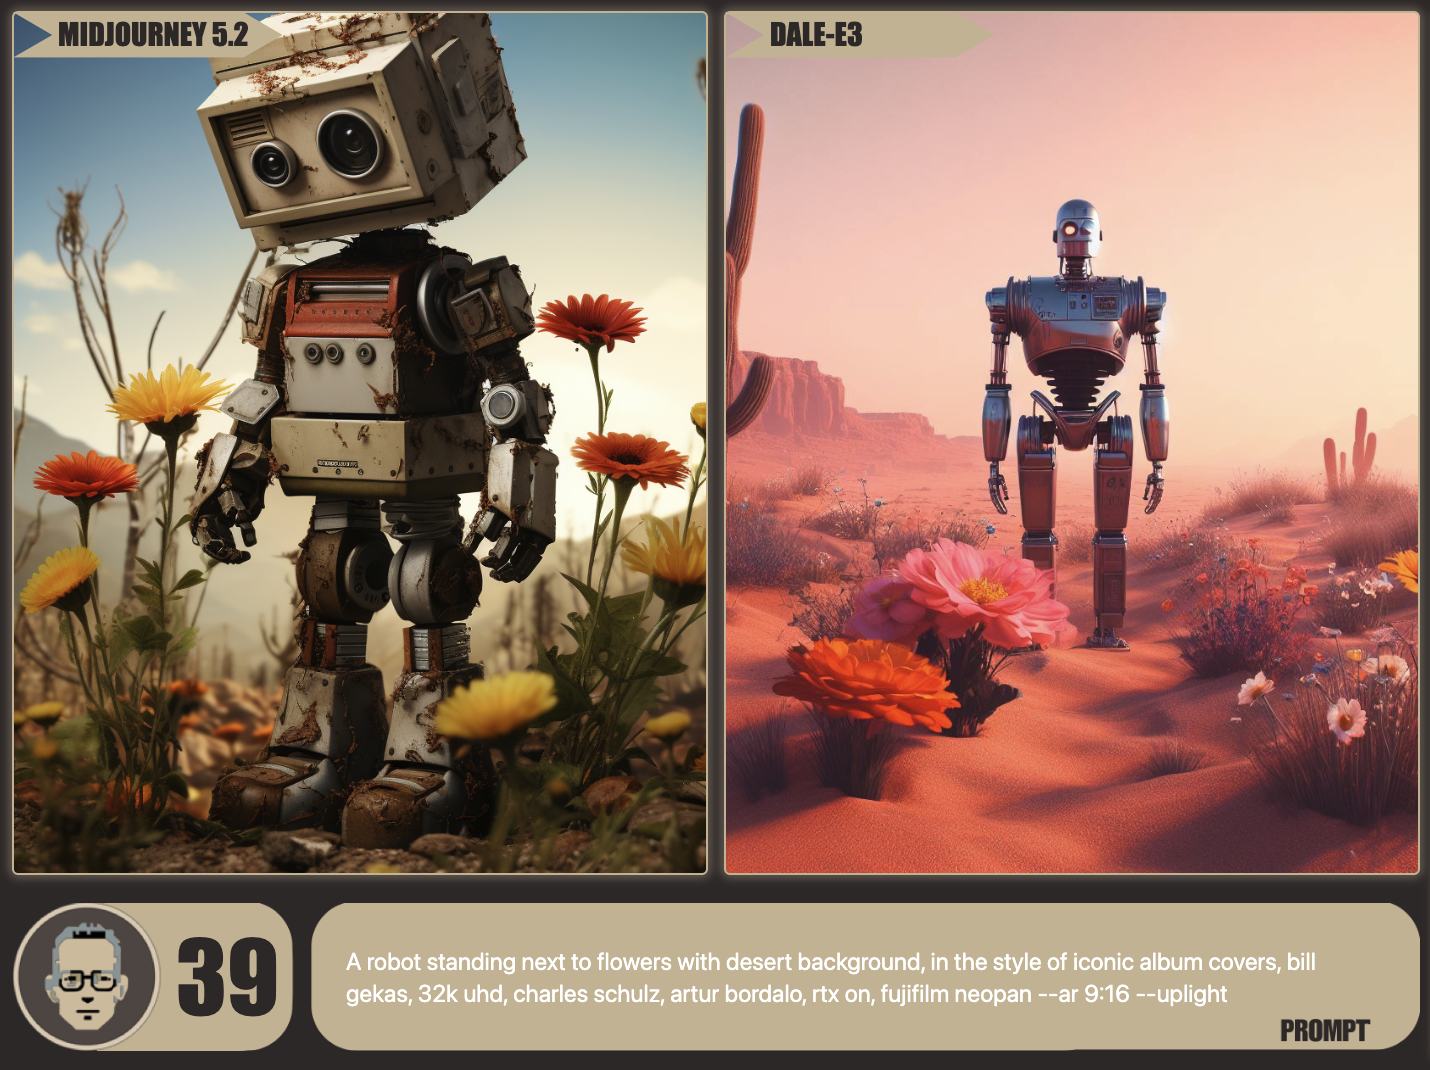 MIDJOURNEY 5.2
DALE-E3
39
A robot standing next to flowers with desert background, in the style of iconic album covers, bill
gekas, 32k uhd, charles schulz, artur bordalo, rtx on, fujifilm neopan --ar 9:16 --uplight
PROMPT